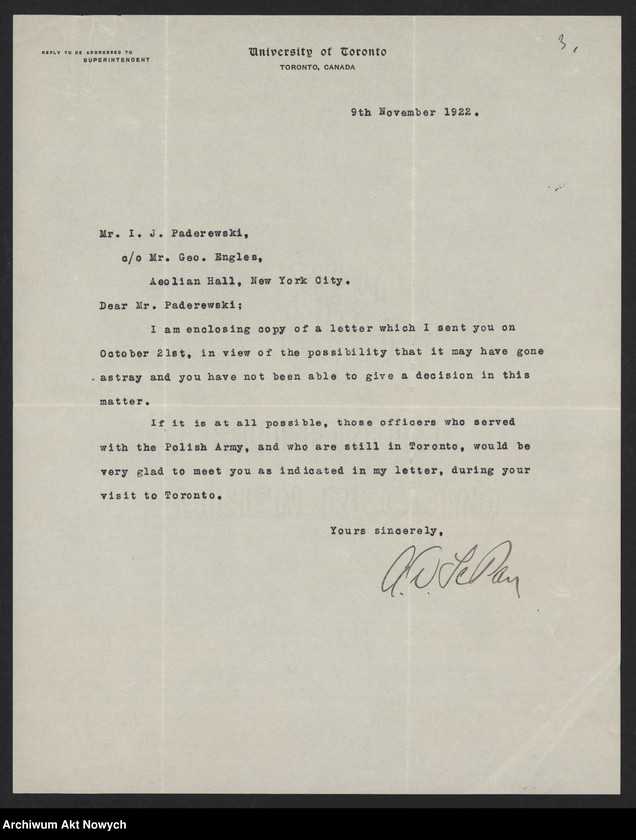 REPLY TO BE ADDRESSED TO
SUPERINTENDENT
University of Toronto
TORONTO, CANADA
3.
9th November 1922.
Mr. I. J. Paderewski,
c/o Mr. Geo. Engles,
Aeolian Hall, New York City.
Dear Mr. Paderewski;
I am enclosing copy of a letter which I sent you on
October 21st, in view of the possibility that it may have gone
astray and you have not been able to give a decision in this
matter.
If it is at all possible, those officers who served
with the Polish Army, and who are still in Toronto, would be
very glad to meet you as indicated in my letter, during your
visit to Toronto.
Yours sincerely,
A. D. LePan
Archiwum Akt Nowych